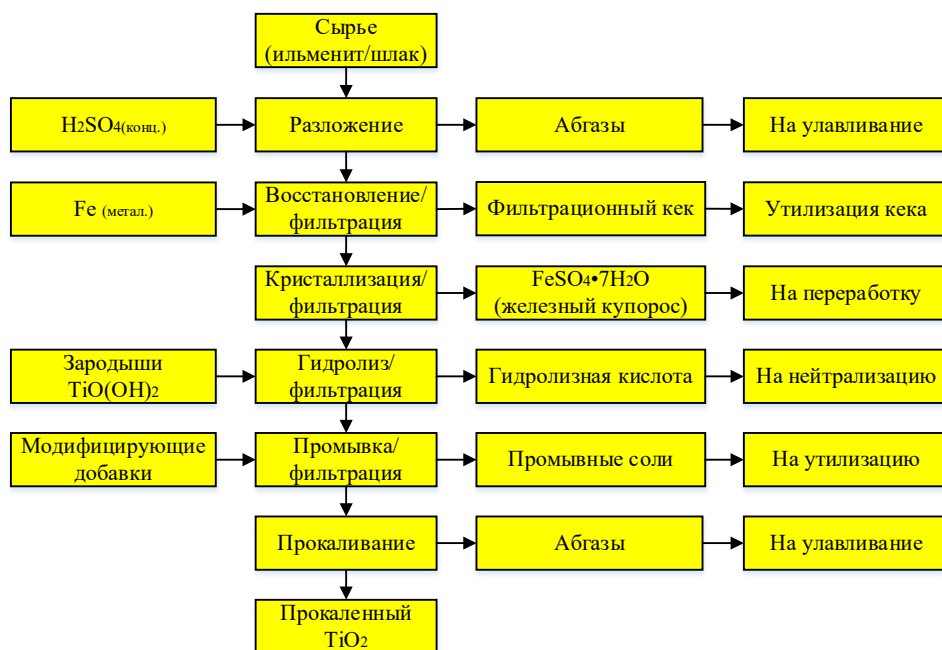 Сырье
(ильменит/шлак)
H2SO4(конц.)
Разложение
Абгазы
На улавливание
Fe (метал.)
Восстановление/
фильтрация
Фильтрационный кек
Утилизация кека
Кристаллизация/
фильтрация
FeSO4•7H2O
(железный купорос)
На переработку
Зародыши
TiO(OH)2
Гидролиз/
фильтрация
Гидролизная кислота
На нейтрализацию
Модифицирующие
добавки
Промывка/
фильтрация
Промывные соли
На утилизацию
Прокаливание
Абгазы
На улавливание
Прокаленный
TiO2